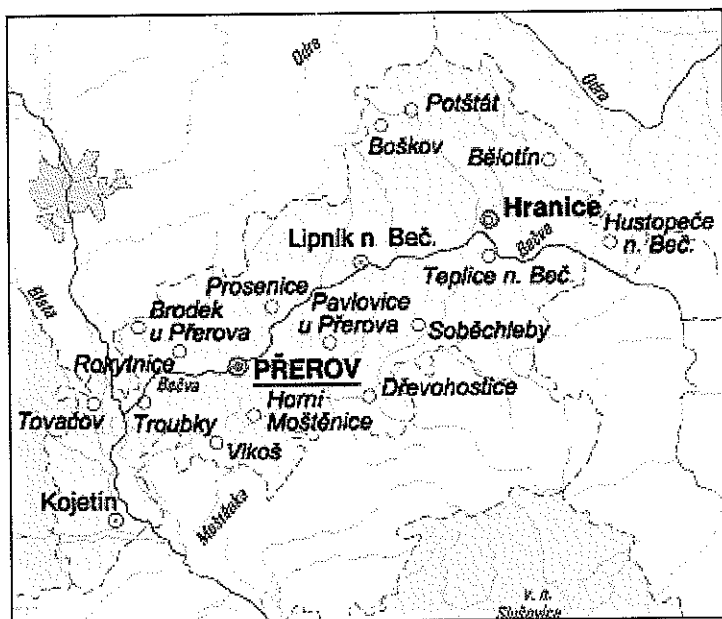 Odra
Odra
Potštát
Boškov
Bělotín
Hranice
Hustopeče
n. Beč.
Lipník n. Beč.
Bečva
Teplice n. Beč.
Prosenice
Pavlovice
u Přerova
Brodek
u Přerova
Soběchleby
Blatá
Rokytnice
PŘEROV
Bečva
Dřevohostice
Horní
Moštěnice
Tovačov
Troubky
Vlkoš
Kojetín
Moštěnka
v. n.
Slušovice